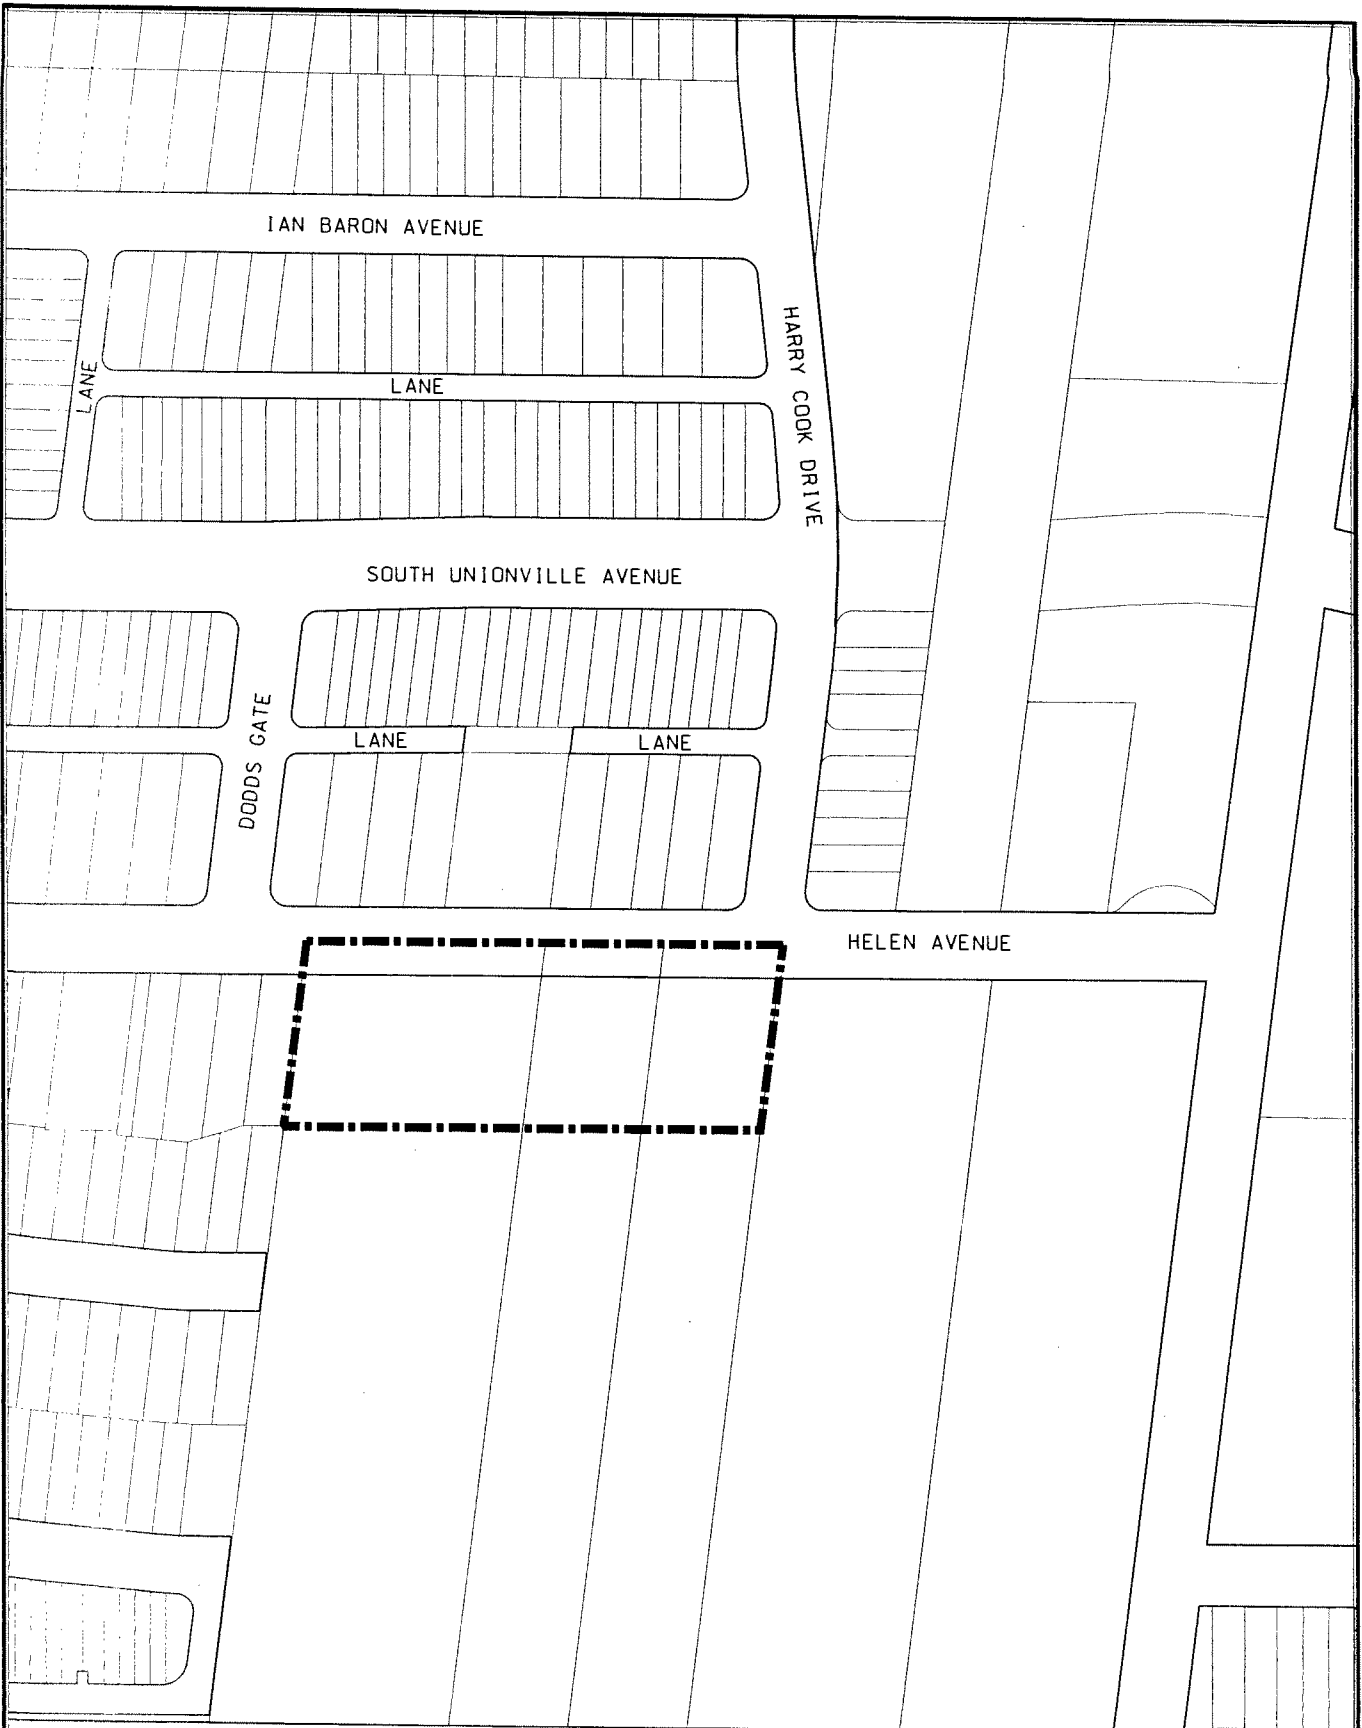 IAN BARON AVENUE
HARRY COOK DRIVE
LANE
LANE
SOUTH UNIONVILLE AVENUE
DODDS GATE
LANE
LANE
HELEN AVENUE